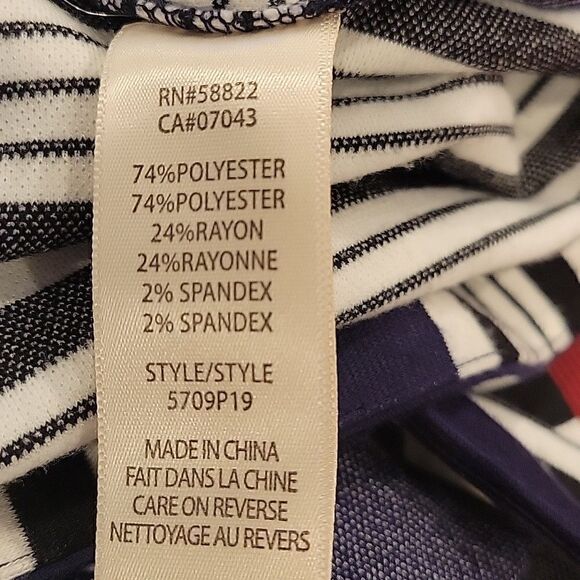 RN#58822
CA#07043
74%POLYESTER
74%POLYESTER
24%RAYON
24%RAYONNE
2% SPANDEX
2% SPANDEX
STYLE/STYLE
5709P19
MADE IN CHINA
FAIT DANS LA CHINE
CARE ON REVERSE
NETTOYAGE AU REVERS